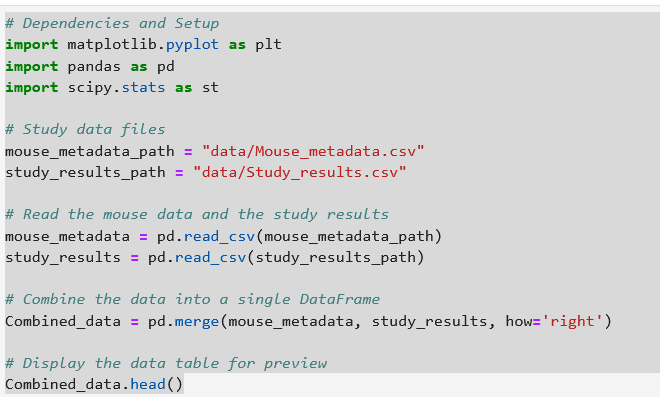 # Dependencies and Setup
import matplotlib.pyplot as plt
import pandas as pd
import scipy.stats as st
# Study data files
mouse_metadata_path = "data/Mouse_metadata.csv"
study_results_path = "data/Study_results.csv"
# Read the mouse data and the study results
mouse_metadata = pd.read_csv(mouse_metadata_path)
study_results = pd.read_csv(study_results_path)
# Combine the data into a single DataFrame
Combined_data = pd.merge(mouse_metadata, study_results, how='right')
# Display the data table for preview
Combined_data.head()